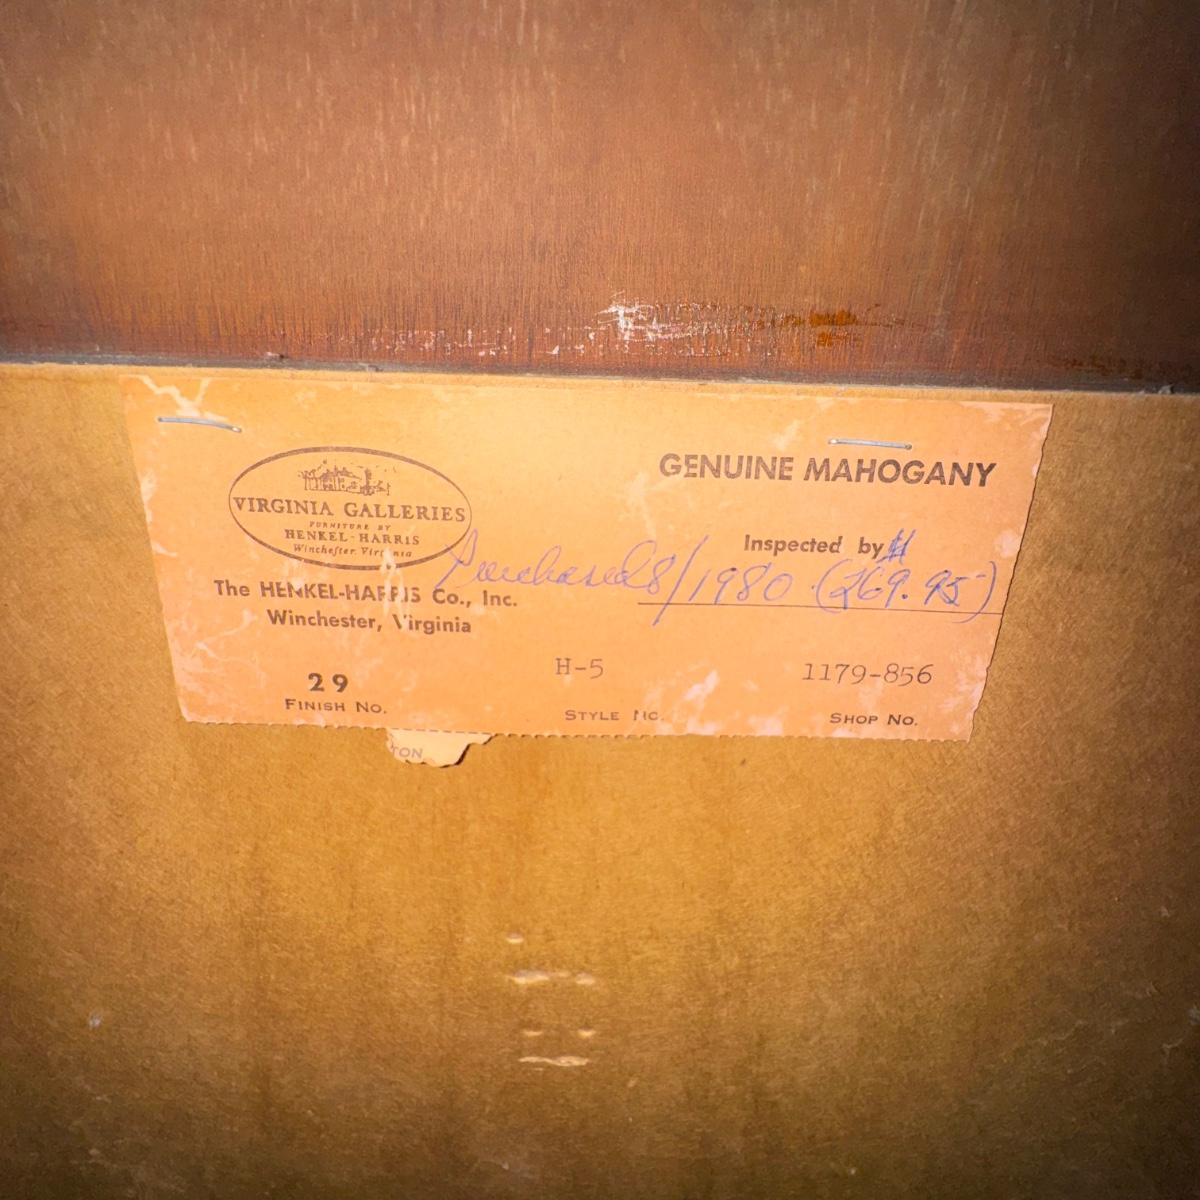 VIRGINIA GALLERIES
FURNITURE BY
HENKEL-HARRIS
Winchester, Virginia
The HENKEL-HARRIS Co., Inc.
Winchester, Virginia
GENUINE MAHOGANY
Inspected by #
Purchased 8/1980 (269.95)
29
FINISH NO.
H-5
STYLE NO.
1179-856
SHOP NO.
TON